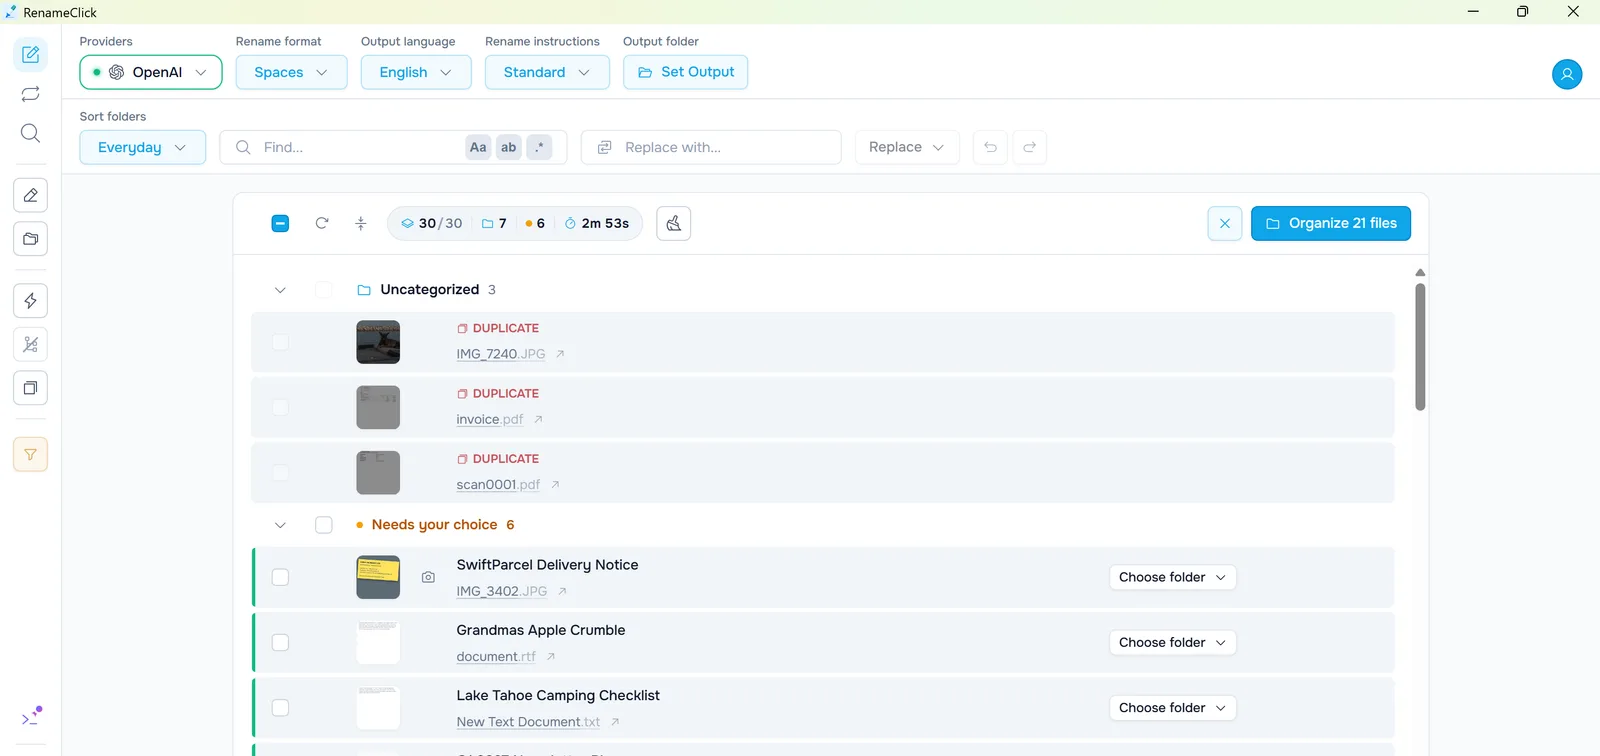 RenameClick
Providers
Rename format
Output language
Rename instructions
Output folder
OpenAI
Spaces
English
Standard
Set Output
Sort folders
Everyday
Find...
Aa
ab
.*
Replace with...
Replace
30/30
7
6
2m 53s
Organize 21 files
Uncategorized 3
DUPLICATE
IMG_7240.JPG
DUPLICATE
invoice.pdf
DUPLICATE
scan0001.pdf
Needs your choice 6
SwiftParcel Delivery Notice
IMG_3402.JPG
Choose folder
Grandmas Apple Crumble
document.rtf
Choose folder
Lake Tahoe Camping Checklist
New Text Document.txt
Choose folder